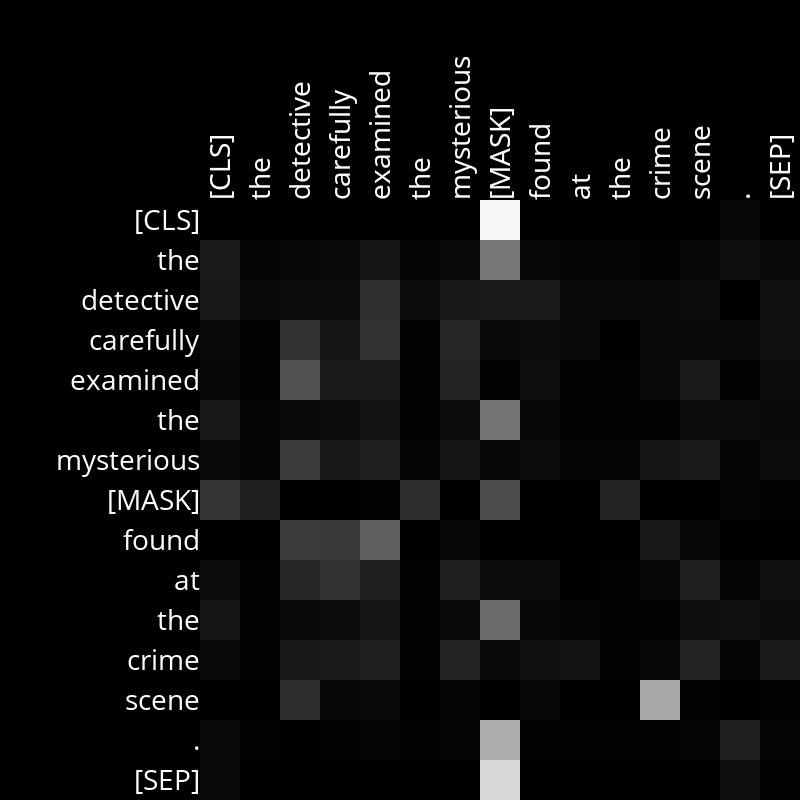 [CLS]
the
detective
carefully
examined
the
mysterious
[MASK]
found
at
the
crime
scene
.
[SEP]
[CLS]
the
detective
carefully
examined
the
mysterious
[MASK]
found
at
the
crime
scene
.
[SEP]